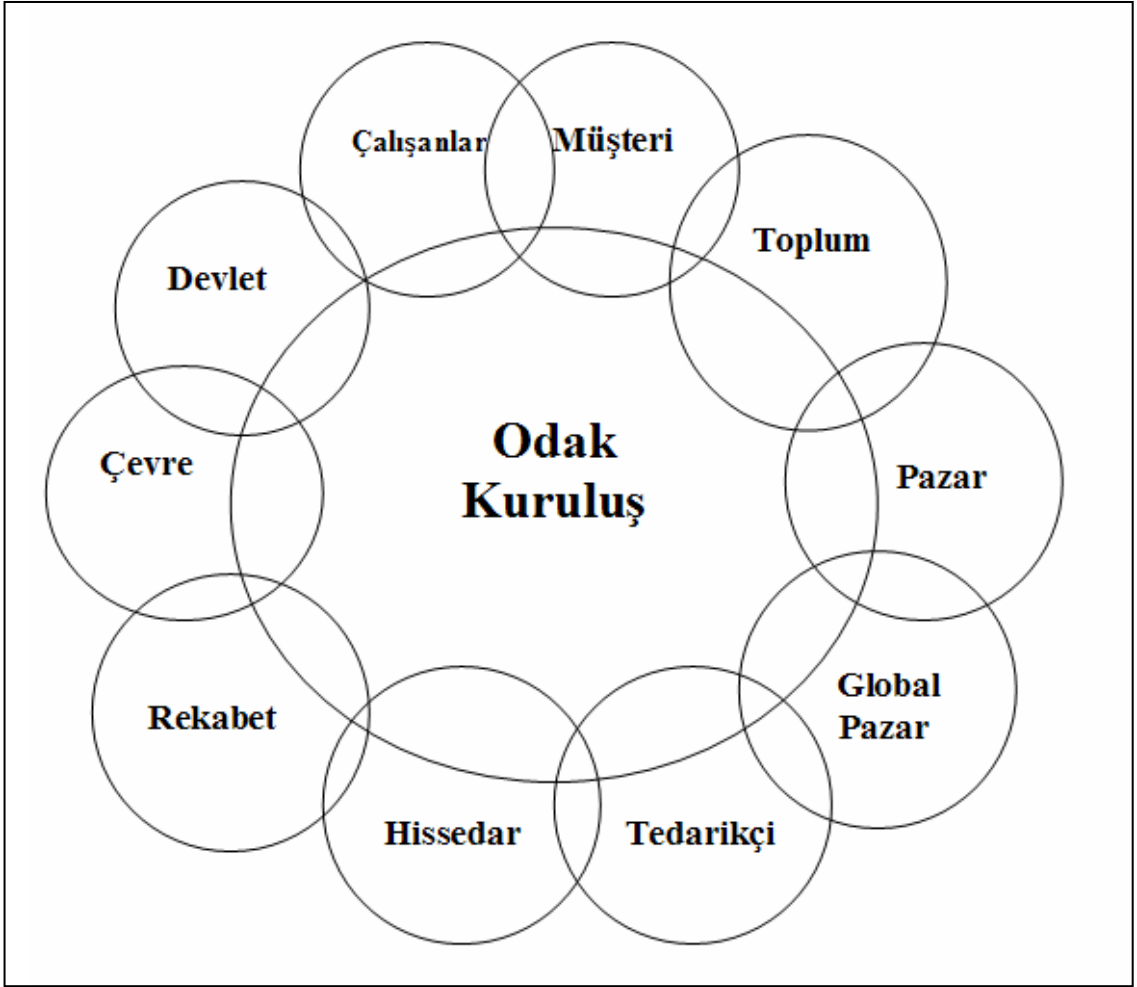 Çalışanlar
Müşteri
Toplum
Devlet
Odak
Kuruluş
Çevre
Pazar
Global
Pazar
Rekabet
Hissedar
Tedarikçi